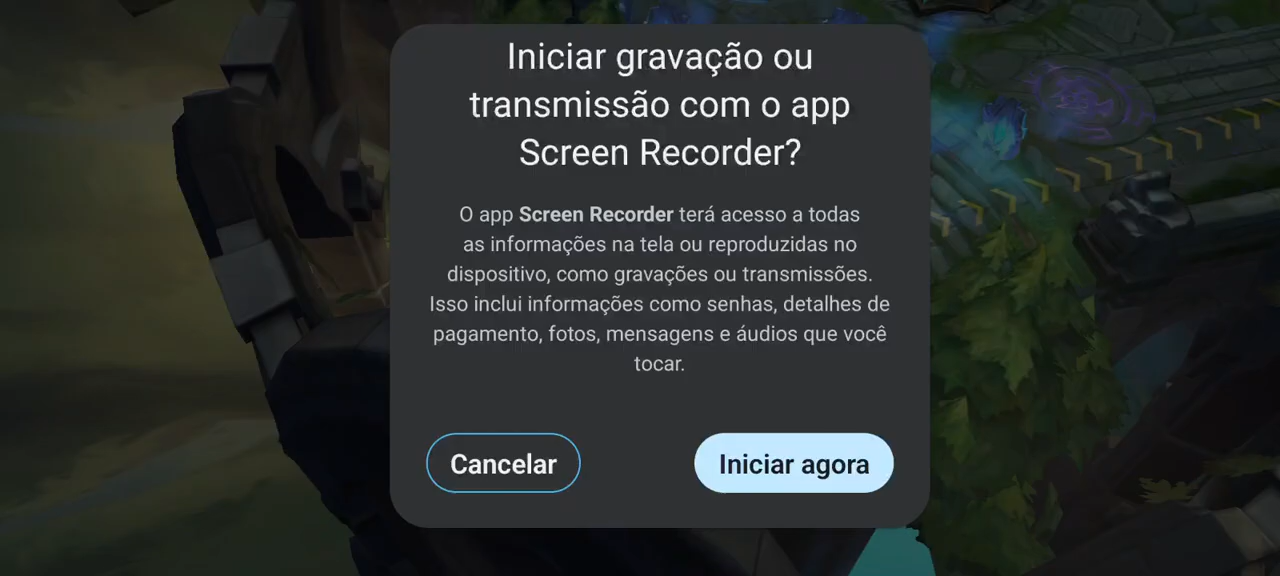 Iniciar gravação ou
transmissão com o app
Screen Recorder?
O app Screen Recorder terá acesso a todas
as informações na tela ou reproduzidas no
dispositivo, como gravações ou transmissões.
Isso inclui informações como senhas, detalhes de
pagamento, fotos, mensagens e áudios que você
tocar.
Cancelar
Iniciar agora